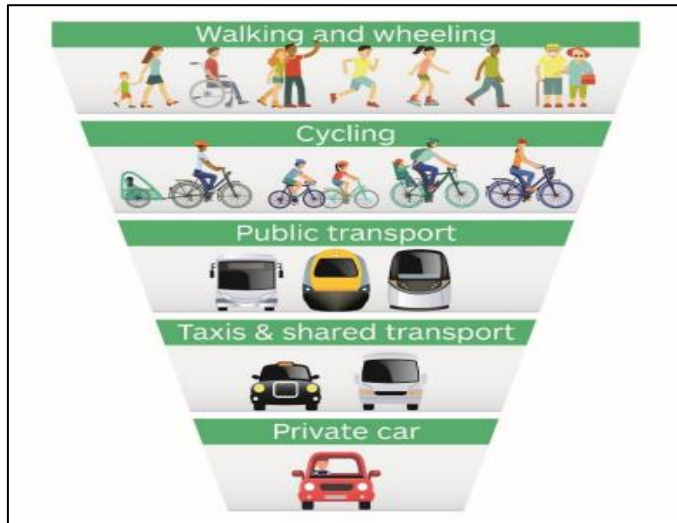 Walking and wheeling
Cycling
Public transport
Taxis & shared transport
Private car